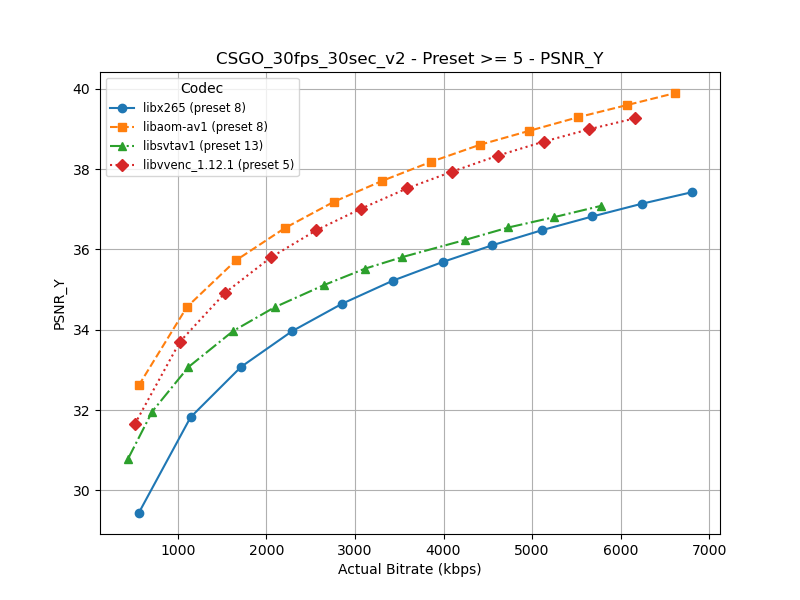 CSGO_30fps_30sec_v2 - Preset >= 5 - PSNR_Y
Codec
libx265 (preset 8)
libaom-av1 (preset 8)
libsvtav1 (preset 13)
libvvenc_1.12.1 (preset 5)
PSNR_Y
40
38
36
34
32
30
1000 2000 3000 4000 5000 6000 7000
Actual Bitrate (kbps)